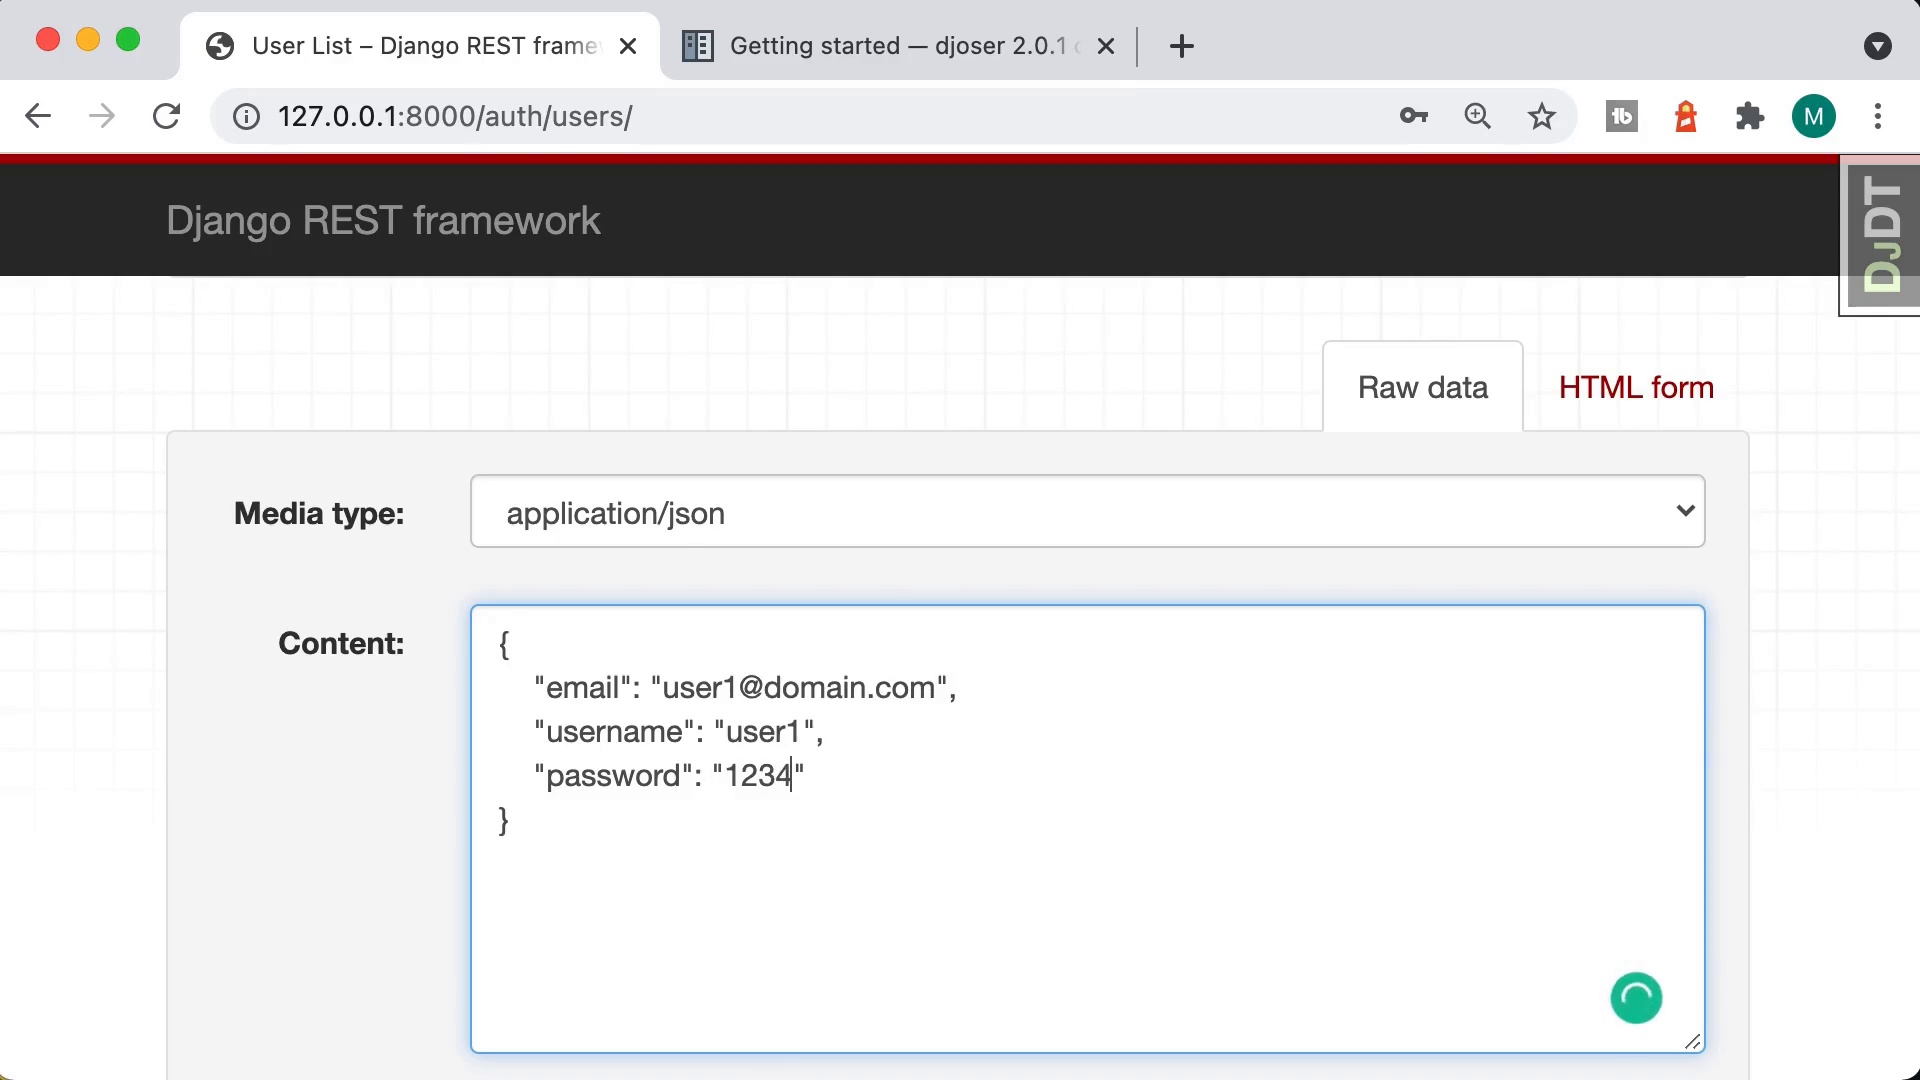 User List – Django REST frame
Getting started — djoser 2.0.1
127.0.0.1:8000/auth/users/
M
Django REST framework
DJDT
Raw data
HTML form
Media type:
application/json
Content:
{
"email": "user1@domain.com",
"username": "user1",
"password": "1234"
}